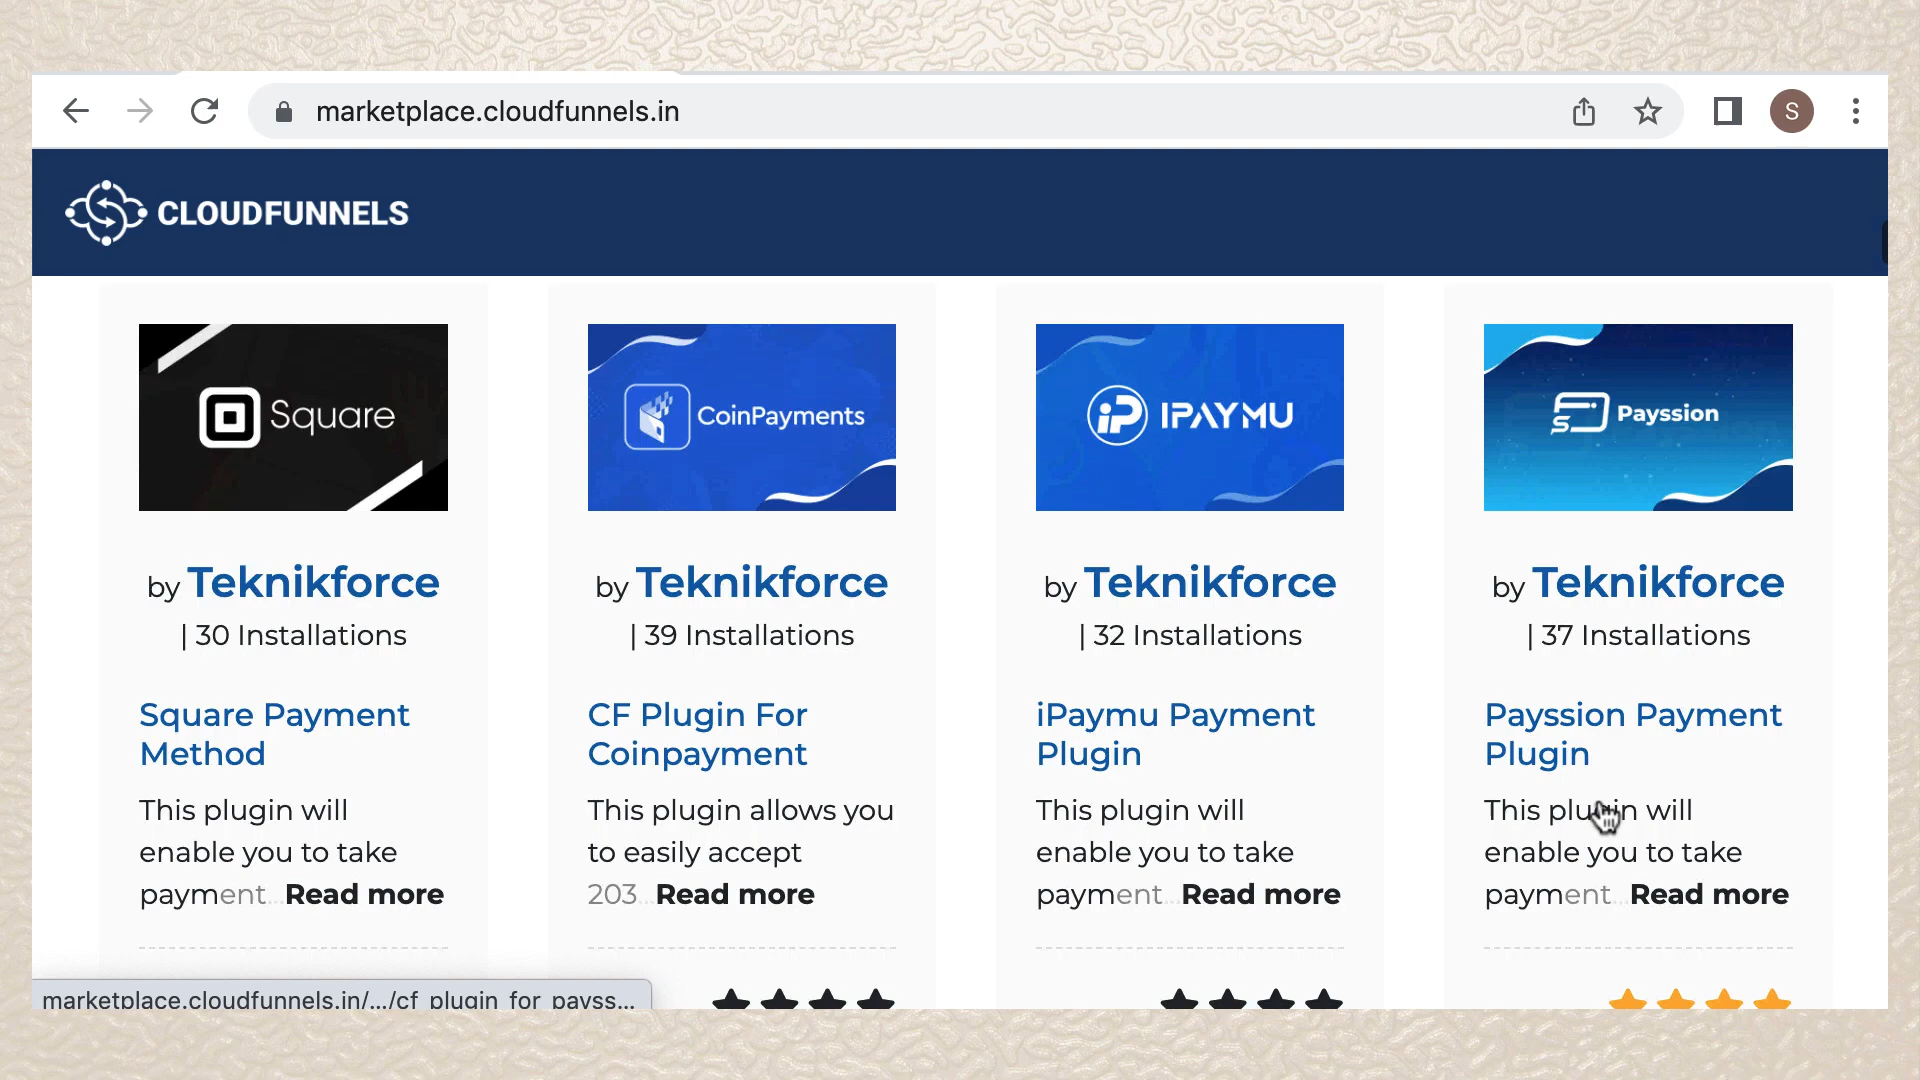 marketplace.cloudfunnels.in
S
CLOUDFUNNELS
Square
CoinPayments
iP IPAYMU
Payssion
by Teknikforce
| 30 Installations
by Teknikforce
| 39 Installations
by Teknikforce
| 32 Installations
by Teknikforce
| 37 Installations
Square Payment
Method
CF Plugin For
Coinpayment
iPaymu Payment
Plugin
Payssion Payment
Plugin
This plugin will
enable you to take
payment...Read more
This plugin allows you
to easily accept
203...Read more
This plugin will
enable you to take
payment...Read more
This plugin will
enable you to take
payment...Read more
marketplace.cloudfunnels.in/.../cf_plugin_for_payss...